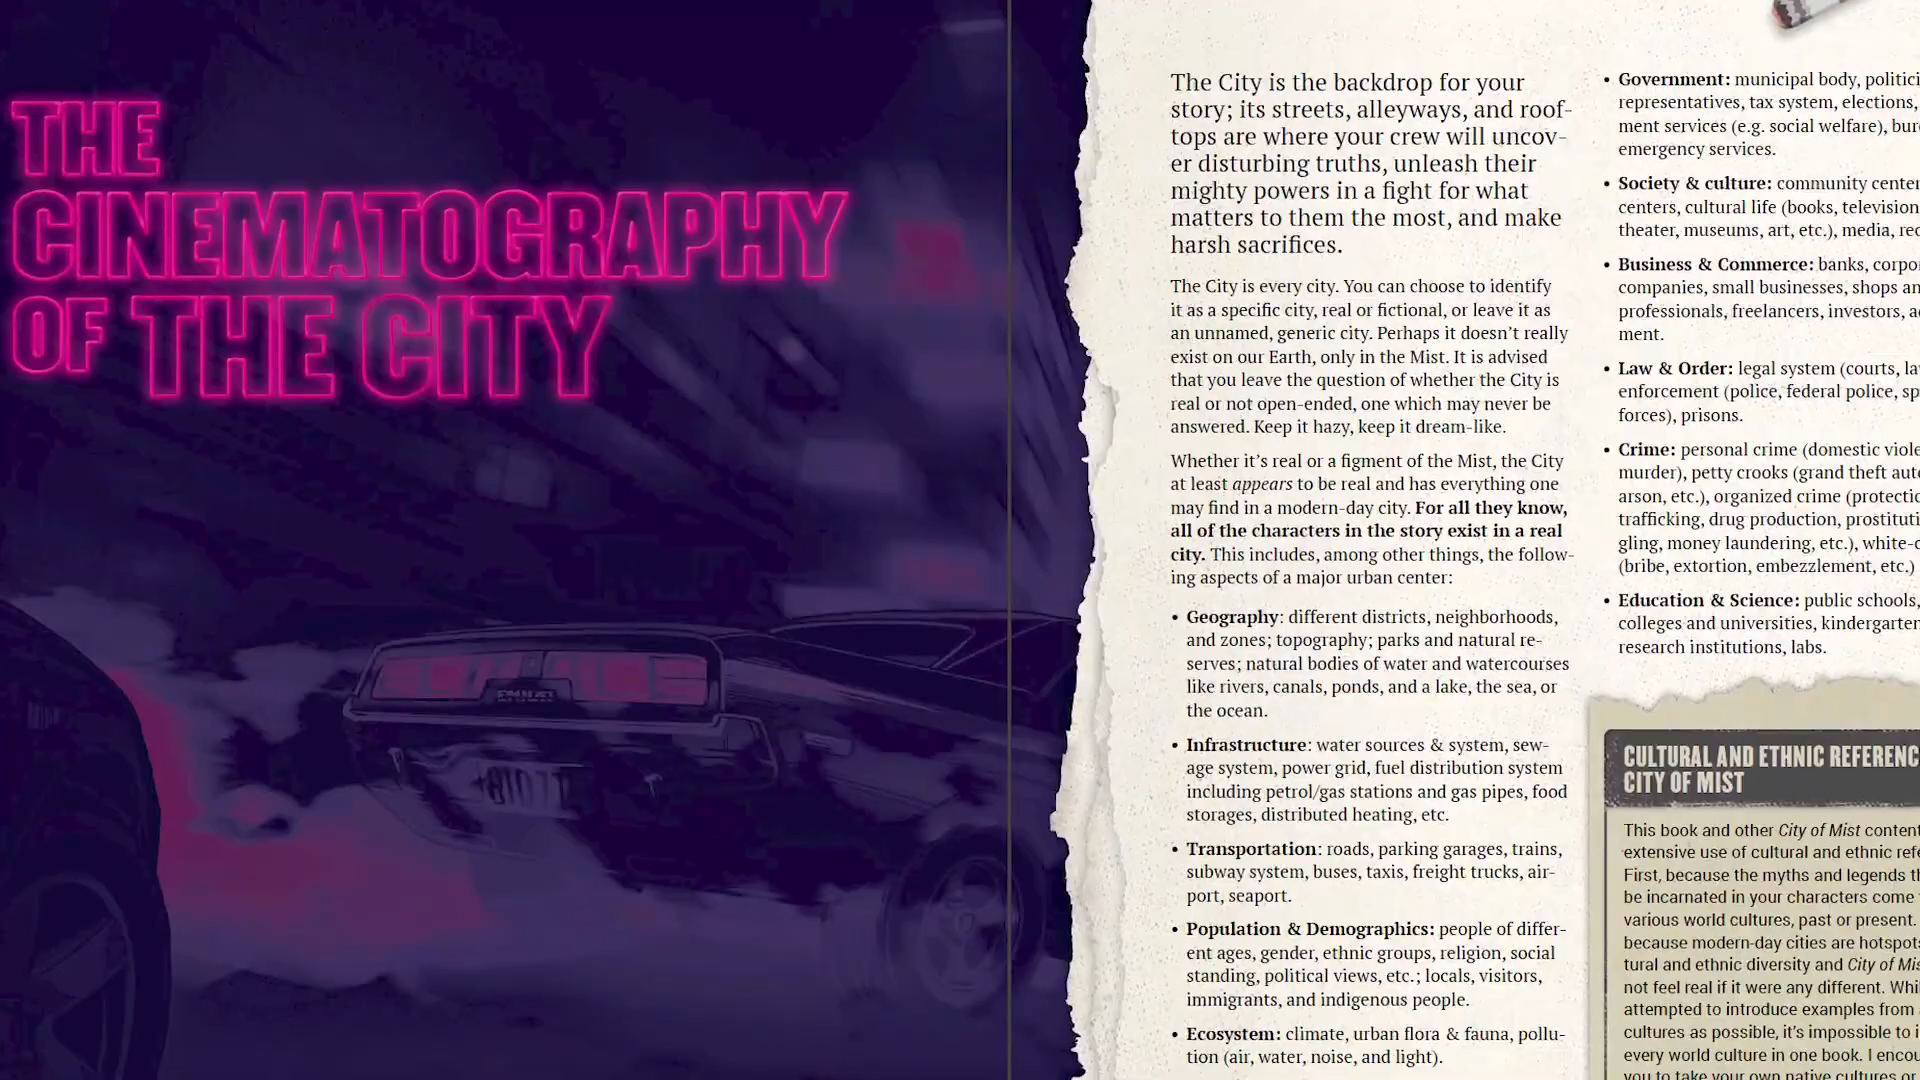 THE
CINEMATOGRAPHY
OF THE CITY
The City is the backdrop for your
story; its streets, alleyways, and roof-
tops are where your crew will uncov-
er disturbing truths, unleash their
mighty powers in a fight for what
matters to them the most, and make
harsh sacrifices.
The City is every city. You can choose to identify
it as a specific city, real or fictional, or leave it as
an unnamed, generic city. Perhaps it doesn't really
exist on our Earth, only in the Mist. It is advised
that you leave the question of whether the City is
real or not open-ended, one which may never be
answered. Keep it hazy, keep it dream-like.
Whether it's real or a figment of the Mist, the City
at least appears to be real and has everything one
may find in a modern-day city. For all they know,
all of the characters in the story exist in a real
city. This includes, among other things, the follow-
ing aspects of a major urban center:
• Geography: different districts, neighborhoods,
and zones; topography; parks and natural re-
serves; natural bodies of water and watercourses
like rivers, canals, ponds, and a lake, the sea, or
the ocean.
• Infrastructure: water sources & system, sew-
age system, power grid, fuel distribution system
including petrol/gas stations and gas pipes, food
storages, distributed heating, etc.
• Transportation: roads, parking garages, trains,
subway system, buses, taxis, freight trucks, air-
port, seaport.
• Population & Demographics: people of differ-
ent ages, gender, ethnic groups, religion, social
standing, political views, etc.; locals, visitors,
immigrants, and indigenous people.
• Ecosystem: climate, urban flora & fauna, pollu-
tion (air, water, noise, and light).
• Government: municipal body,
representatives, tax system, elections,
ment services (e.g. social welfare),
emergency services.
• Society & culture: community
centers, cultural life (books, television
theater, museums, art, etc.), media,
• Business & Commerce: banks,
companies, small businesses, shops
professionals, freelancers, investors,
ment.
• Law & Order: legal system (courts,
enforcement (police, federal police,
forces), prisons.
• Crime: personal crime (domestic
murder), petty crooks (grand theft
arson, etc.), organized crime
trafficking, drug production,
gling, money laundering, etc.),
(bribe, extortion, embezzlement, etc.)
• Education & Science: public schools,
colleges and universities,
research institutions, labs.
CULTURAL AND ETHNIC
CITY OF MIST
This book and other City of Mist content
extensive use of cultural and ethnic
First, because the myths and legends
be incarnated in your characters come
various world cultures, past or present.
because modern-day cities are
tural and ethnic diversity and City of
not feel real if it were any different.
attempted to introduce examples from
cultures as possible, it's impossible to
every world culture in one book. I
you to take your own native cultures or